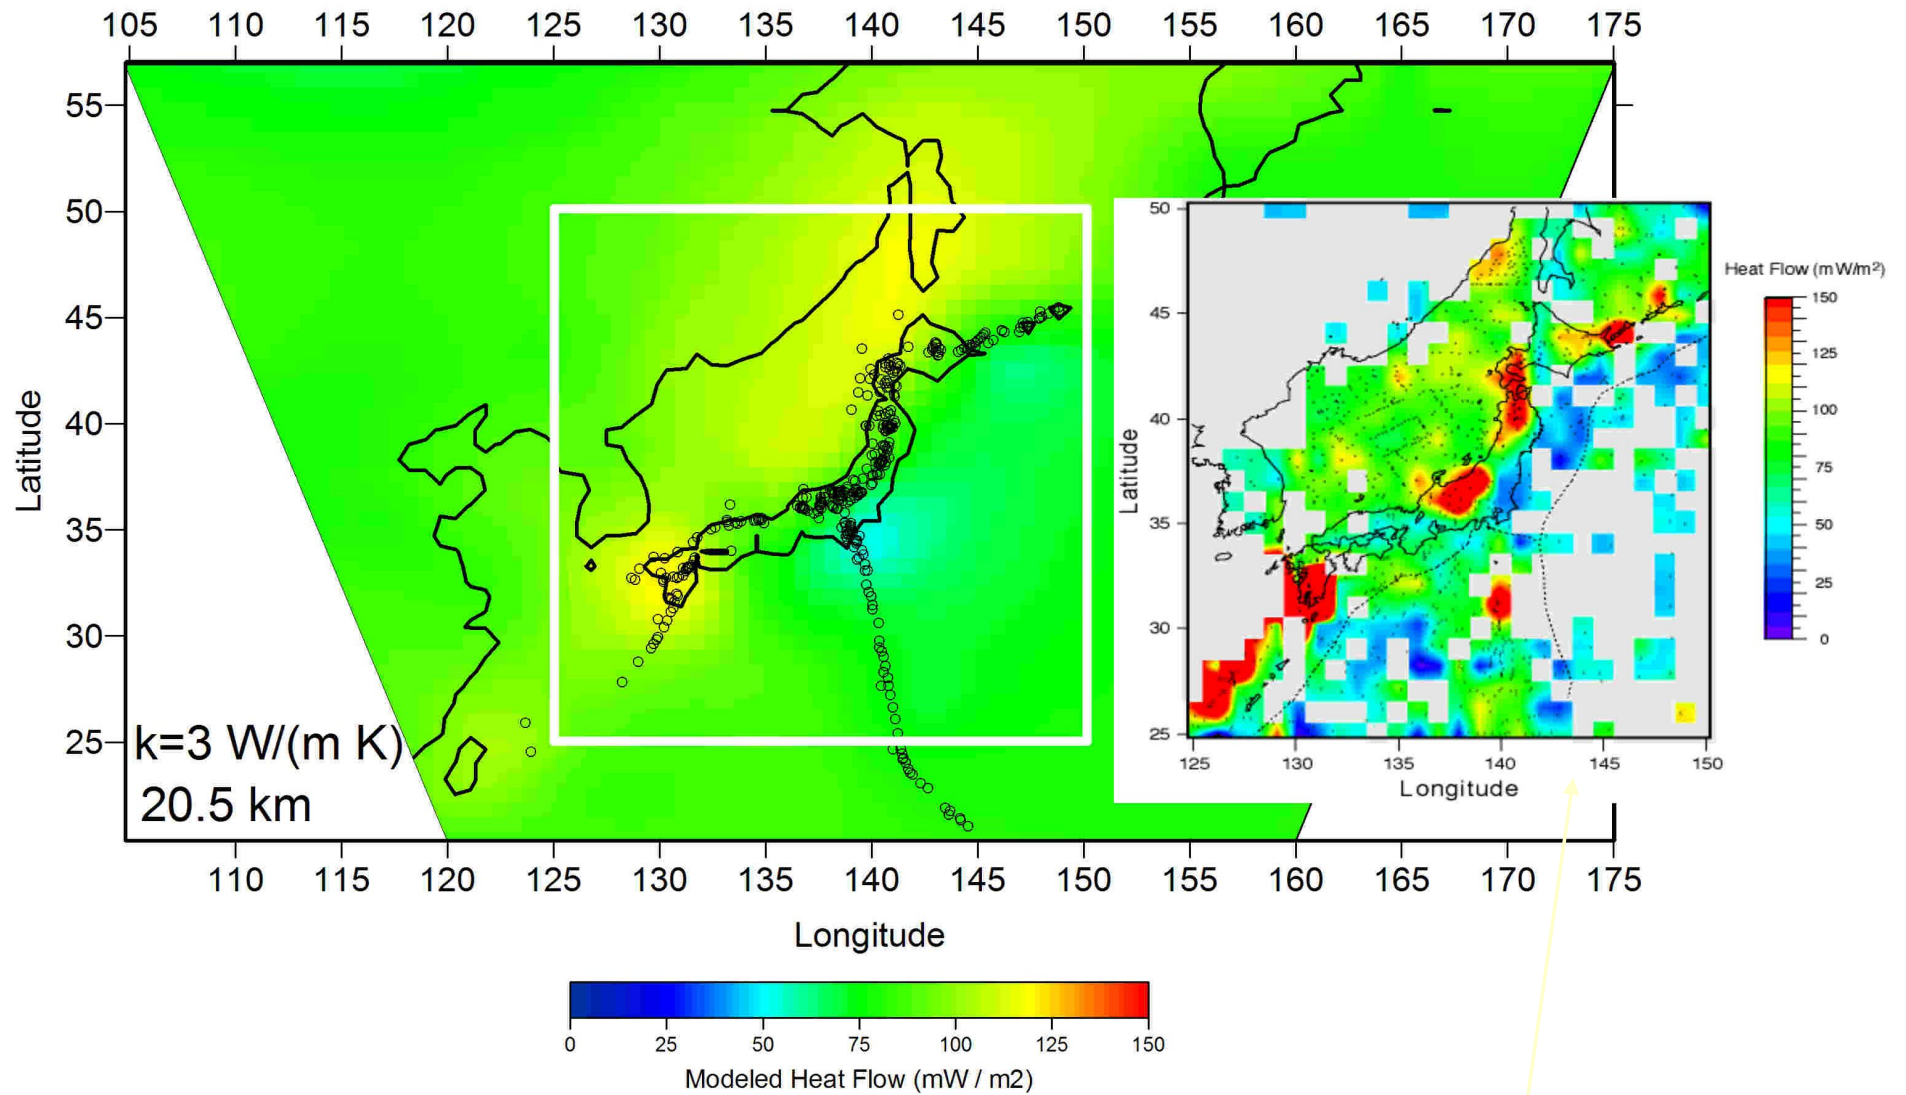 105 110 115 120 125 130 135 140 145 150 155 160 165 170 175
55
50
45
40
35
30
25
Latitude
k=3 W/(m K)
20.5 km
110 115 120 125 130 135 140 145 150 155 160 165 170 175
Longitude
0 25 50 75 100 125 150
Modeled Heat Flow (mW / m2)
50
45
40
35
30
25
Latitude
125 130 135 140 145 150
Longitude
Heat Flow (mW/m²)
150
125
100
75
50
25
0